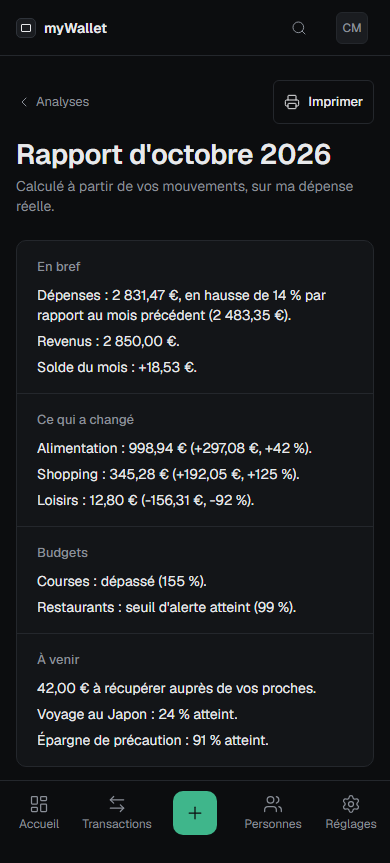 myWallet
CM
Analyses
Imprimer
Rapport d'octobre 2026
Calculé à partir de vos mouvements, sur ma dépense
réelle.
En bref
Dépenses : 2 831,47 €, en hausse de 14 % par
rapport au mois précédent (2 483,35 €).
Revenus : 2 850,00 €.
Solde du mois : +18,53 €.
Ce qui a changé
Alimentation : 998,94 € (+297,08 €, +42 %).
Shopping : 345,28 € (+192,05 €, +125 %).
Loisirs : 12,80 € (-156,31 €, -92 %).
Budgets
Courses : dépassé (155 %).
Restaurants : seuil d'alerte atteint (99 %).
À venir
42,00 € à récupérer auprès de vos proches.
Voyage au Japon : 24 % atteint.
Épargne de précaution : 91 % atteint.
Accueil
Transactions
Personnes
Réglages